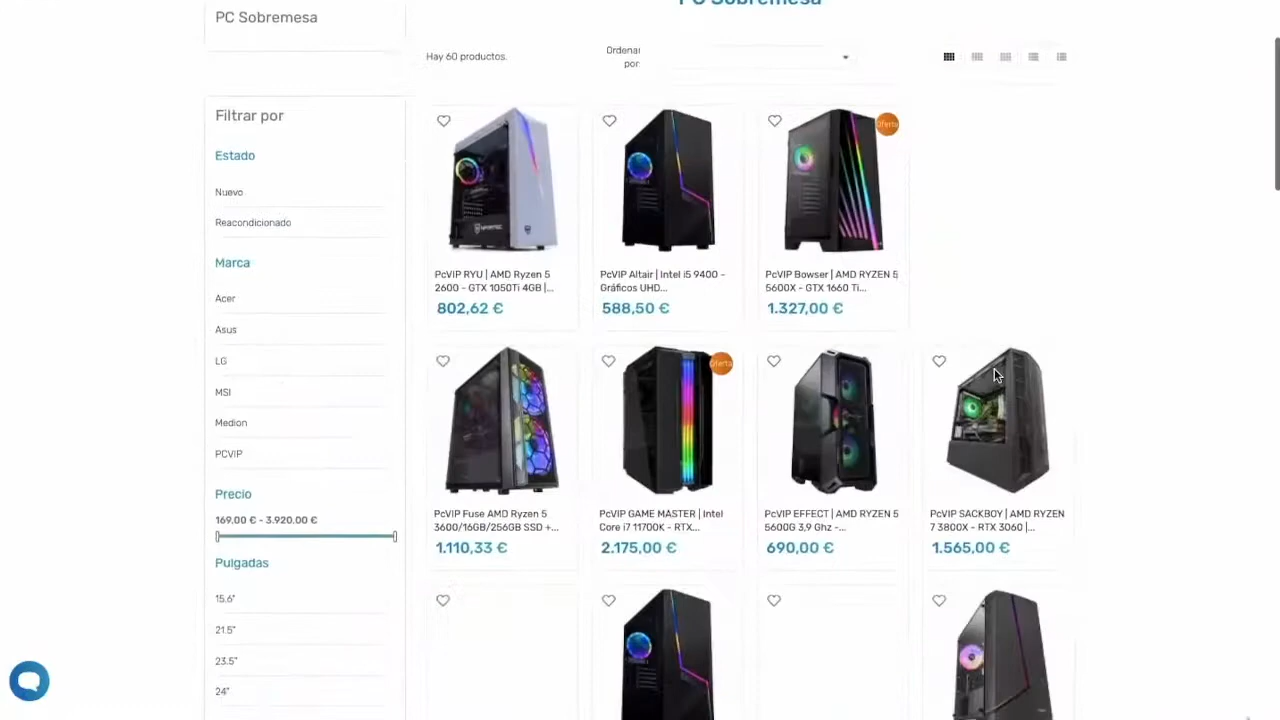 PC Sobremesa
PC Sobremesa
Hay 60 productos.
Ordenar
por:
Filtrar por
Estado
Nuevo
Reacondicionado
Marca
Acer
Asus
LG
MSI
Medion
PCVIP
Precio
169,00 € - 3.920,00 €
Pulgadas
15.6"
21.5"
23.5"
24"
Oferta
PcVIP RYU | AMD Ryzen 5
2600 - GTX 1050Ti 4GB |...
802,62 €
PcVIP Altair | Intel i5 9400 -
Gráficos UHD...
588,50 €
PcVIP Bowser | AMD RYZEN 5
5600X - GTX 1660 Ti...
1.327,00 €
Oferta
PcVIP Fuse AMD Ryzen 5
3600/16GB/256GB SSD +...
1.110,33 €
PcVIP GAME MASTER | Intel
Core i7 11700K - RTX...
2.175,00 €
PcVIP EFFECT | AMD RYZEN 5
5600G 3,9 Ghz -...
690,00 €
PcVIP SACKBOY | AMD RYZEN
7 3800X - RTX 3060 |...
1.565,00 €